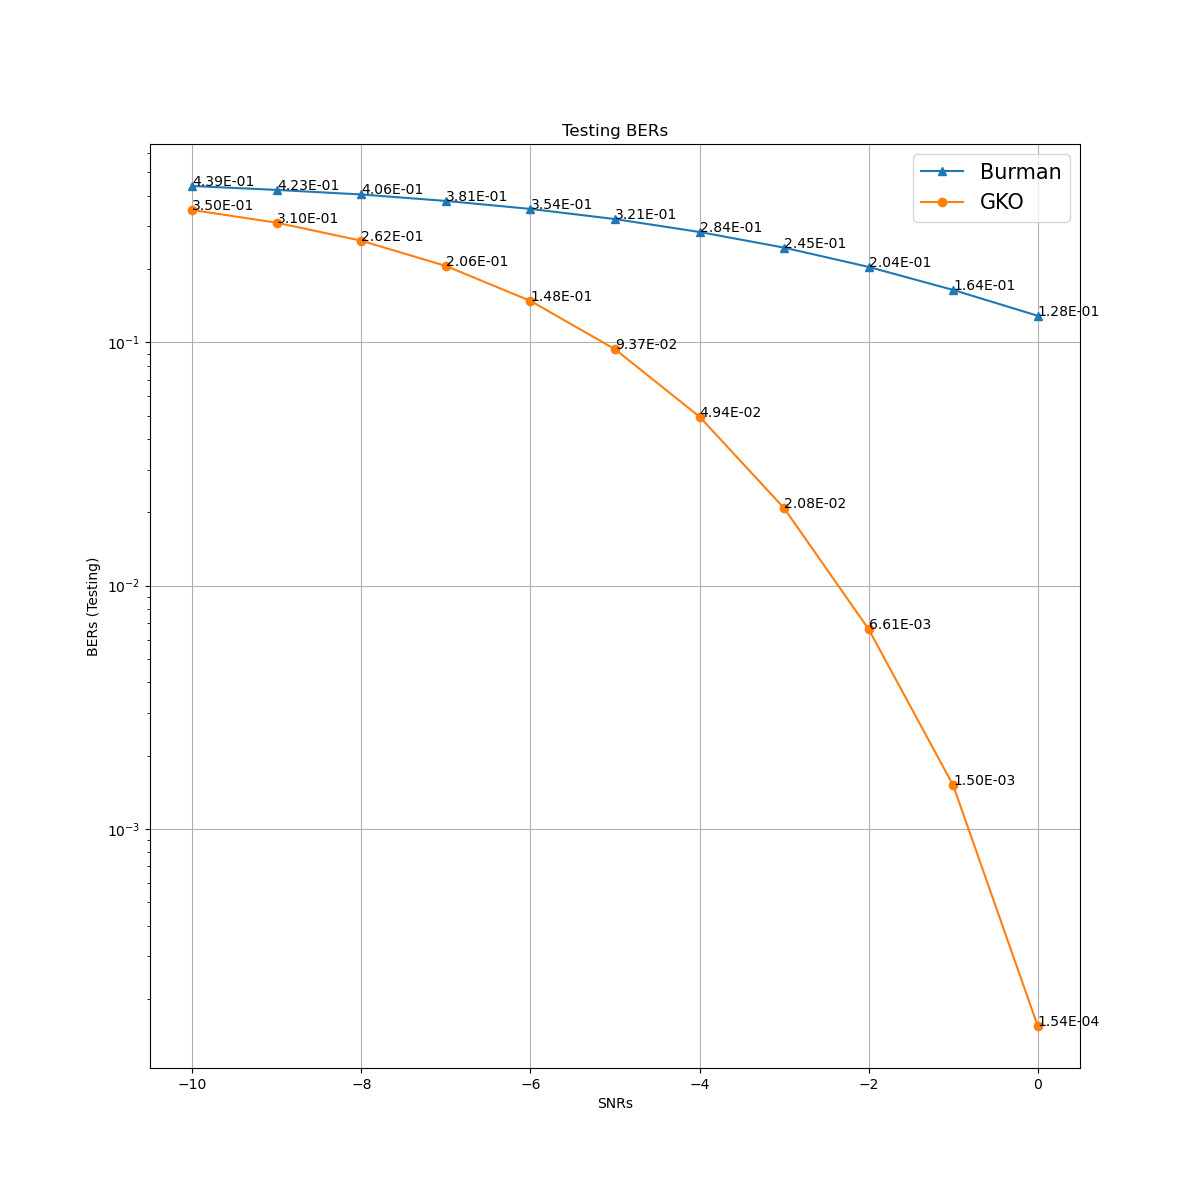 Testing BERs
Burman
GKO
4.39E-01
4.23E-01
4.06E-01
3.81E-01
3.54E-01
3.21E-01
2.84E-01
2.45E-01
2.04E-01
1.64E-01
1.28E-01
3.50E-01
3.10E-01
2.62E-01
2.06E-01
1.48E-01
9.37E-02
4.94E-02
2.08E-02
6.61E-03
1.50E-03
1.54E-04
10⁻¹
10⁻²
10⁻³
BERs (Testing)
−10 −8 −6 −4 −2 0
SNRs